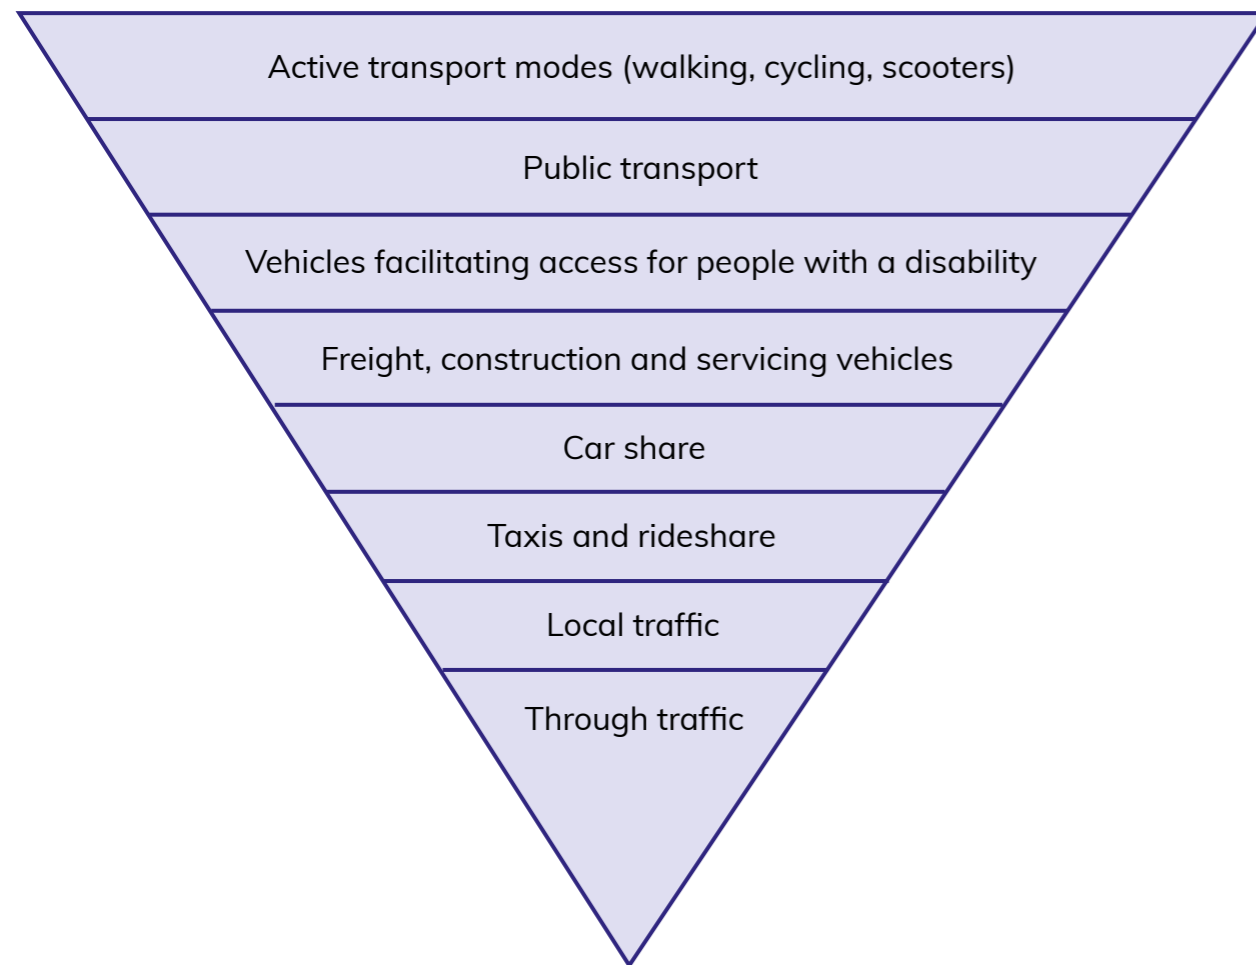 Active transport modes (walking, cycling, scooters)
Public transport
Vehicles facilitating access for people with a disability
Freight, construction and servicing vehicles
Car share
Taxis and rideshare
Local traffic
Through traffic